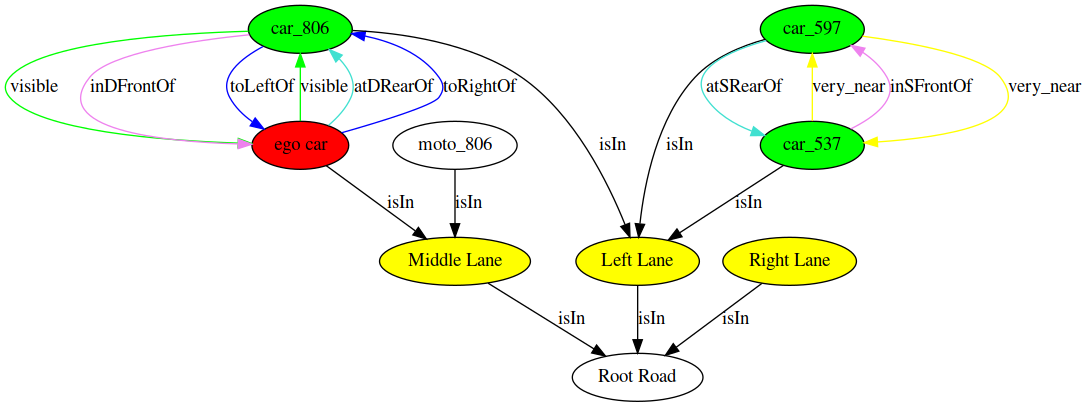 car_806
car_597
visible
inDFrontOf
toLeftOf
visible
atDRearOf
toRightOf
atSRearOf
very_near
inSFrontOf
very_near
ego car
moto_806
isIn
isIn
car_537
isIn
isIn
isIn
Middle Lane
Left Lane
Right Lane
isIn
isIn
isIn
Root Road